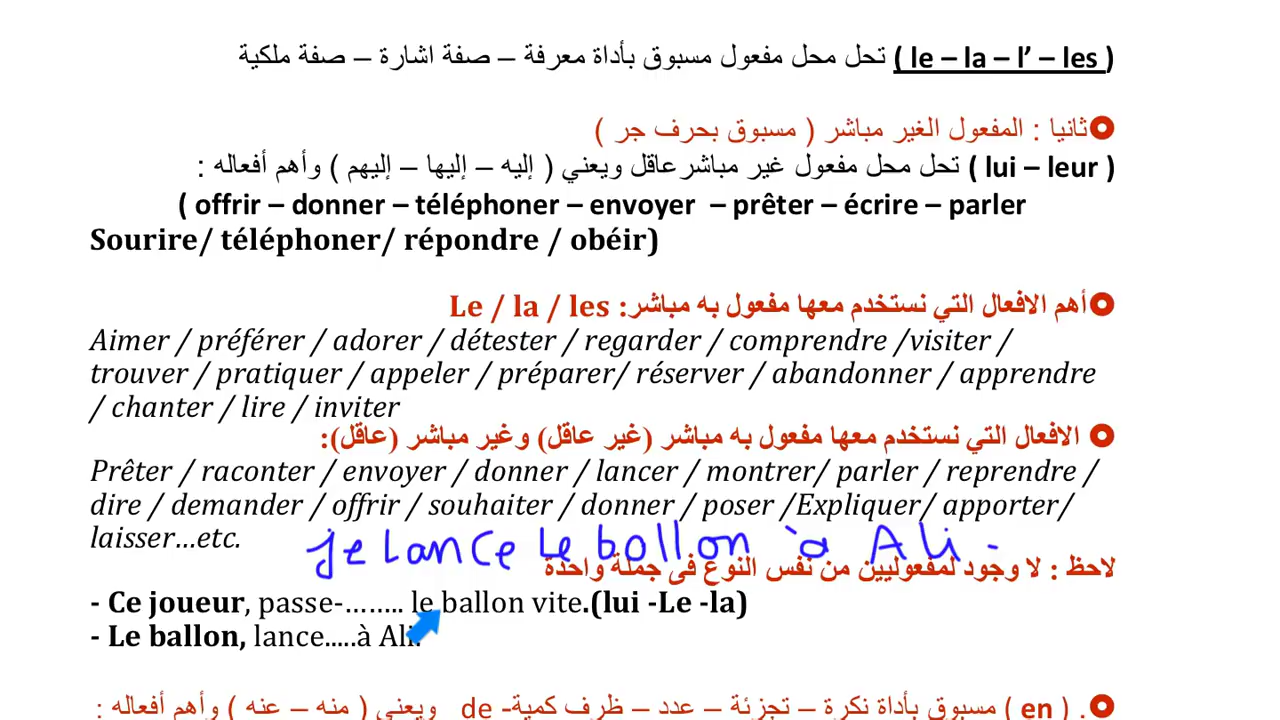 ( le – la – l’ – les ) تحل محل مفعول مسبوق بأداة معرفة – صفة اشارة – صفة ملكية
ثانيا : المفعول الغير مباشر ( مسبوق بحرف جر )
( lui – leur ) تحل محل مفعول غير مباشرعاقل ويعني ( إليه – إليها – إليهم ) وأهم أفعاله :
( offrir – donner – téléphoner – envoyer – prêter – écrire – parler
Sourire/ téléphoner/ répondre / obéir)
أهم الافعال التي نستخدم معها مفعول به مباشر: Le / la / les
Aimer / préférer / adorer / détester / regarder / comprendre /visiter /
trouver / pratiquer / appeler / préparer/ réserver / abandonner / apprendre
/ chanter / lire / inviter
الافعال التي نستخدم معها مفعول به مباشر (غير عاقل) وغير مباشر (عاقل):
Prêter / raconter / envoyer / donner / lancer / montrer/ parler / reprendre /
dire / demander / offrir / souhaiter / donner / poser /Expliquer/ apporter/
laisser…etc.
je lance le ballon à Ali.
لاحظ : لا وجود لمفعوليين من نفس النوع فى جملة واحدة
- Ce joueur, passe-…….. le ballon vite.(lui -Le -la)
- Le ballon, lance.....à Ali.
. ( en ) مسبوق بأداة نكرة – تجزئة – عدد – ظرف كمية- de ويعني ( منه – عنه ) وأهم أفعاله :